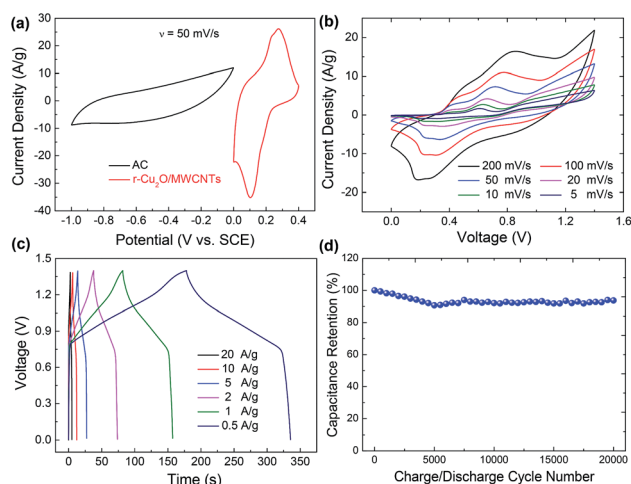 (a)
ν = 50 mV/s
Current Density (A/g)
30
20
10
0
-10
-20
-30
-40
AC
r-Cu₂O/MWCNTs
-1.0 -0.8 -0.6 -0.4 -0.2 0.0 0.2 0.4
Potential (V vs. SCE)
(b)
Current Density (A/g)
20
10
0
-10
-20
200 mV/s 100 mV/s
50 mV/s 20 mV/s
10 mV/s 5 mV/s
0.0 0.4 0.8 1.2 1.6
Voltage (V)
(c)
Voltage (V)
1.5
1.2
0.9
1.6
1.3
0.0
20 A/g
10 A/g
5 A/g
2 A/g
1 A/g
0.5 A/g
0 50 100 150 200 250 300 350
Time (s)
(d)
Capacitance Retention (%)
120
100
80
60
40
20
0
0 5000 10000 15000 20000
Charge/Discharge Cycle Number